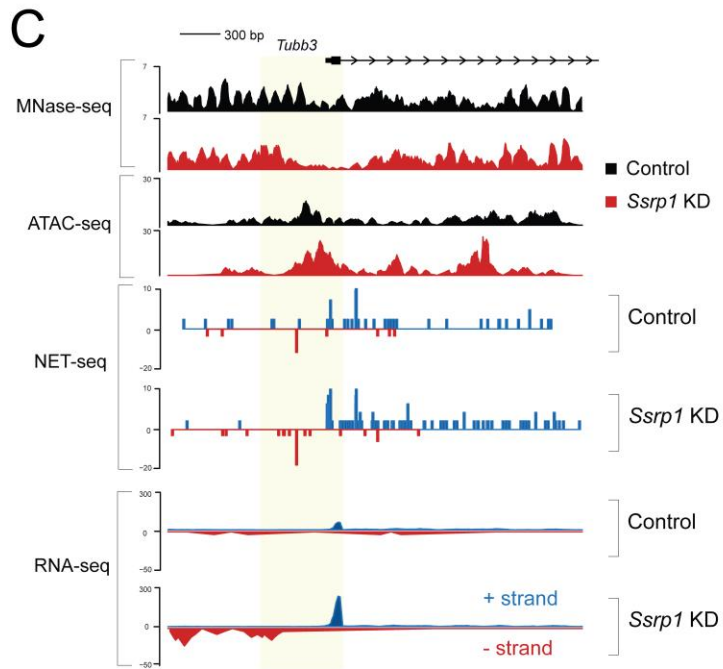 C
300 bp
Tubb3
MNase-seq
7
7
Control
Ssrp1 KD
ATAC-seq
30
30
NET-seq
10
0
−20
Control
10
0
−20
Ssrp1 KD
RNA-seq
300
0
−50
Control
300
0
−50
+ strand
- strand
Ssrp1 KD